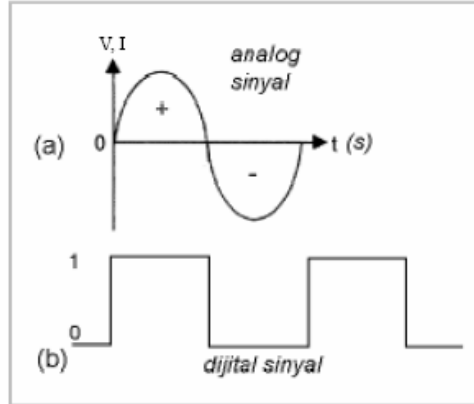 V, I
analog
sinyal
+
(a)
0
t (s)
-
1
0
(b)
dijital sinyal